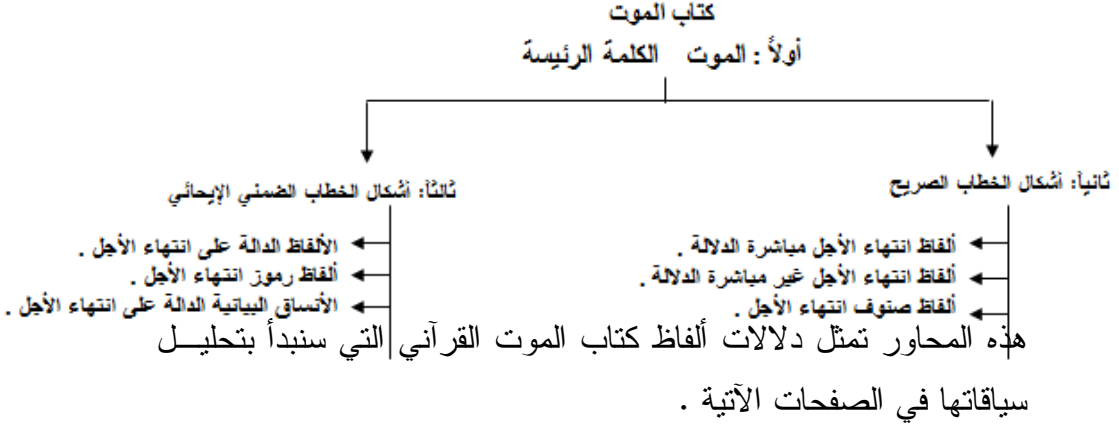 كتاب الموت
أولاً : الموت الكلمة الرئيسة
ثانياً: أشكال الخطاب الصريح
ألفاظ انتهاء الأجل مباشرة الدلالة .
ألفاظ انتهاء الأجل غير مباشرة الدلالة .
ألفاظ صنوف انتهاء الأجل .
ثالثاً: أشكال الخطاب الضمني الإيحائي
الألفاظ الدالة على انتهاء الأجل .
ألفاظ رموز انتهاء الأجل .
الأنساق البيانية الدالة على انتهاء الأجل .
هذه المحاور تمثل دلالات ألفاظ كتاب الموت القرآني التي سنبدأ بتحليــل
سياقاتها في الصفحات الآتية .